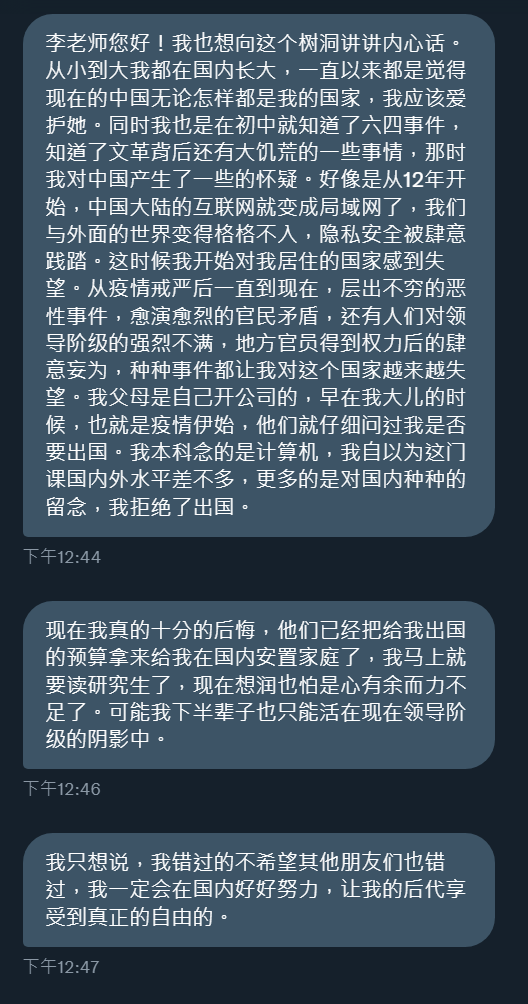 李老师您好！我也想向这个树洞讲讲内心话。
从小到大我都在国内长大，一直以来都是觉得
现在的中国无论怎样都是我的国家，我应该爱
护她。同时我也是在初中就知道了六四事件，
知道了文革背后还有大饥荒的一些事情，那时
我对中国产生了一些的怀疑。好像是从12年开
始，中国大陆的互联网就变成局域网了，我们
与外面的世界变得格格不入，隐私安全被肆意
践踏。这时候我开始对我居住的国家感到失
望。从疫情戒严后一直到现在，层出不穷的恶
性事件，愈演愈烈的官民矛盾，还有人们对领
导阶级的强烈不满，地方官员得到权力后的肆
意妄为，种种事件都让我对这个国家越来越失
望。我父母是自己开公司的，早在我大儿的时
候，也就是疫情伊始，他们就仔细问过我是否
要出国。我本科念的是计算机，我自以为这门
课国内外水平差不多，更多的是对国内种种的
留念，我拒绝了出国。
下午12:44
现在我真的十分的后悔，他们已经把给我出国
的预算拿来给我在国内安置家庭了，我马上就
要读研究生了，现在想润也怕是心有余而力不
足了。可能我下半辈子也只能活在现在领导阶
级的阴影中。
下午12:46
我只想说，我错过的不希望其他朋友们也错
过，我一定会在国内好好努力，让我的后代享
受到真正的自由的。
下午12:47